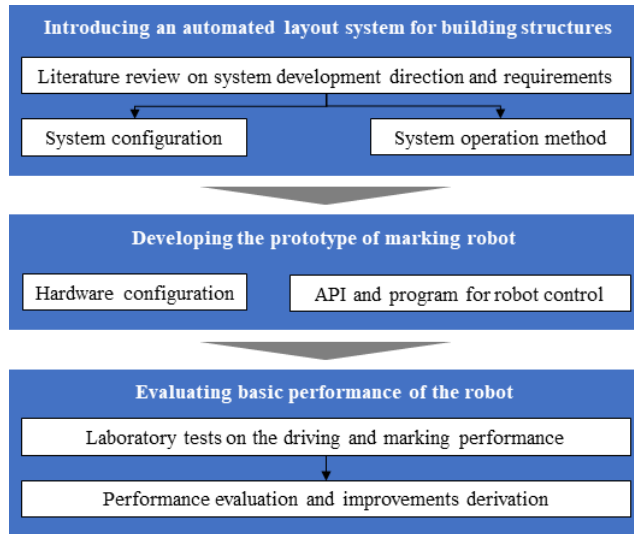 Introducing an automated layout system for building structures
Literature review on system development direction and requirements
System configuration
System operation method
Developing the prototype of marking robot
Hardware configuration
API and program for robot control
Evaluating basic performance of the robot
Laboratory tests on the driving and marking performance
Performance evaluation and improvements derivation